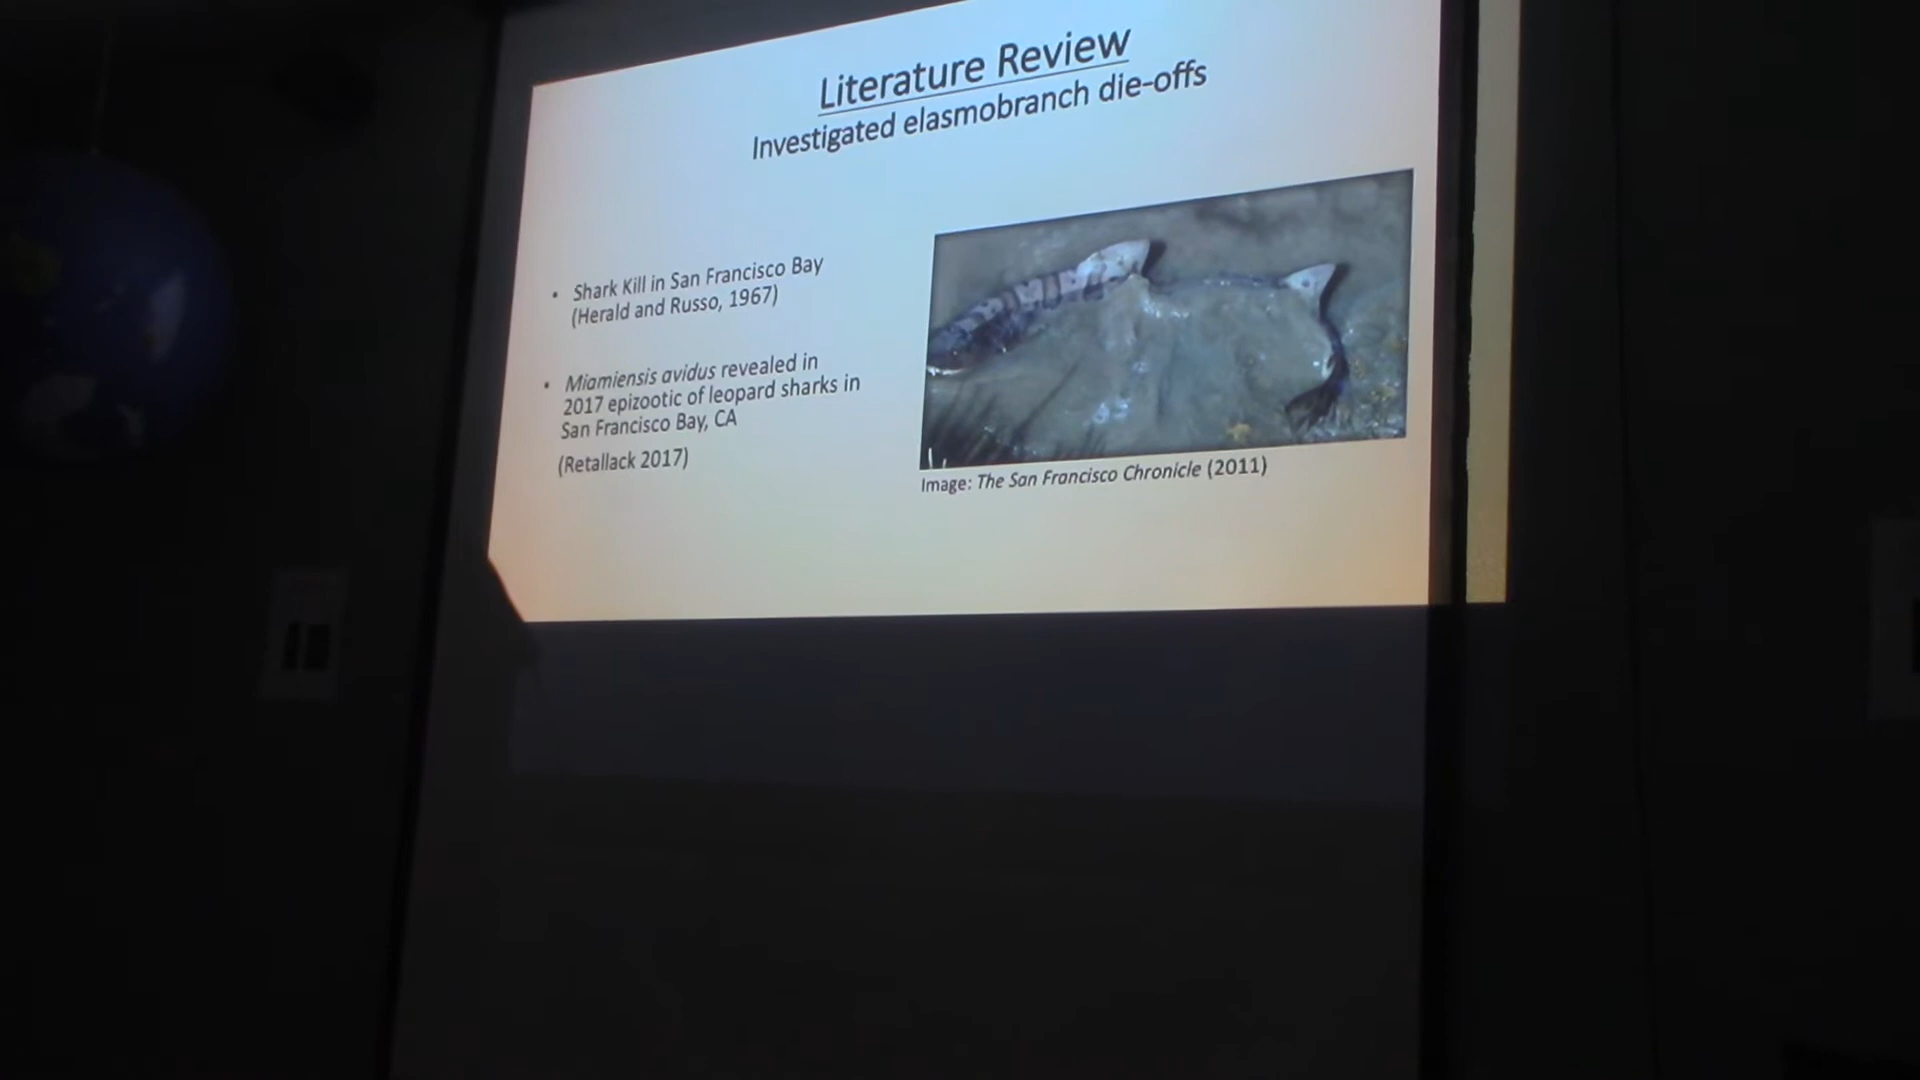 Literature Review
Investigated elasmobranch die-offs
• Shark Kill in San Francisco Bay
(Herald and Russo, 1967)
• Miamiensis avidus revealed in
2017 epizootic of leopard sharks in
San Francisco Bay, CA
(Retallack 2017)
Image: The San Francisco Chronicle (2011)